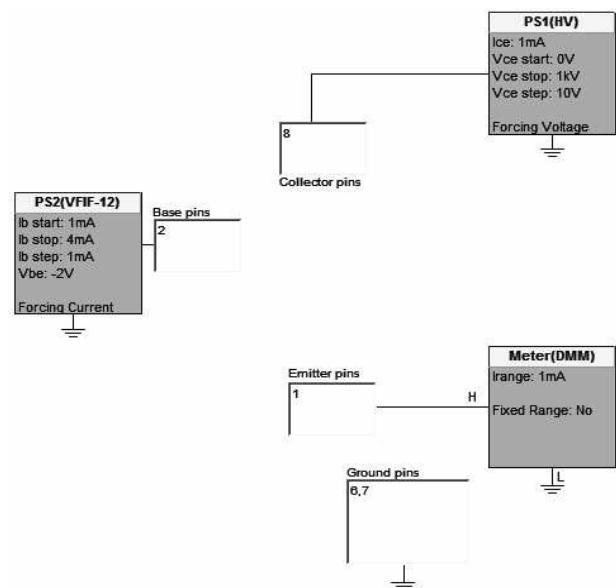 PS1(HV)
Ice: 1mA
Vce start: 0V
Vce stop: 1kV
Vce step: 10V
Forcing Voltage
8
Collector pins
PS2(VFIF-12)
Ib start: 1mA
Ib stop: 4mA
Ib step: 1mA
Vbe: -2V
Forcing Current
Base pins
2
Emitter pins
1
H
Meter(DMM)
Irange: 1mA
Fixed Range: No
L
Ground pins
6,7